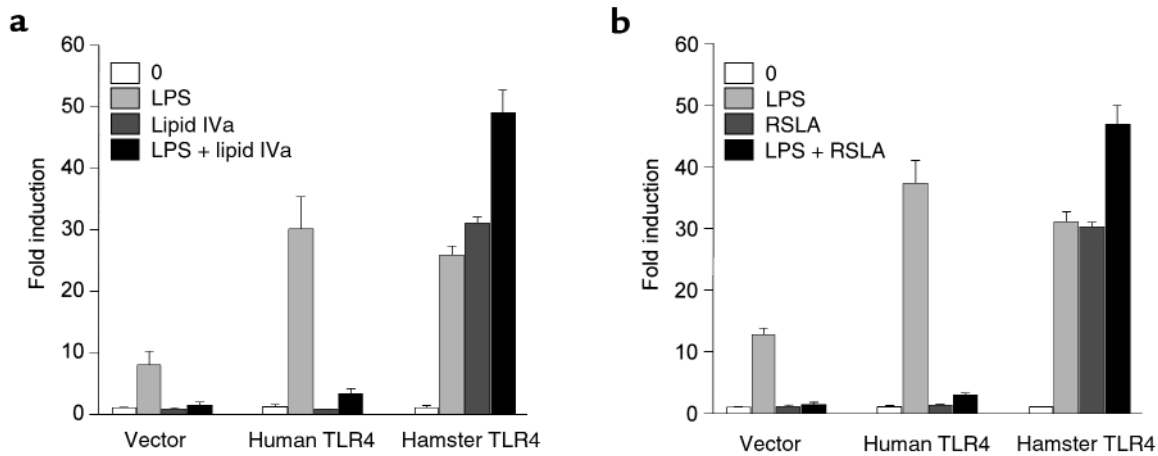 a
60
50
40
30
20
10
0
Fold induction
0
LPS
Lipid IVa
LPS + lipid IVa
Vector
Human TLR4
Hamster TLR4
b
60
50
40
30
20
10
0
Fold induction
0
LPS
RSLA
LPS + RSLA
Vector
Human TLR4
Hamster TLR4